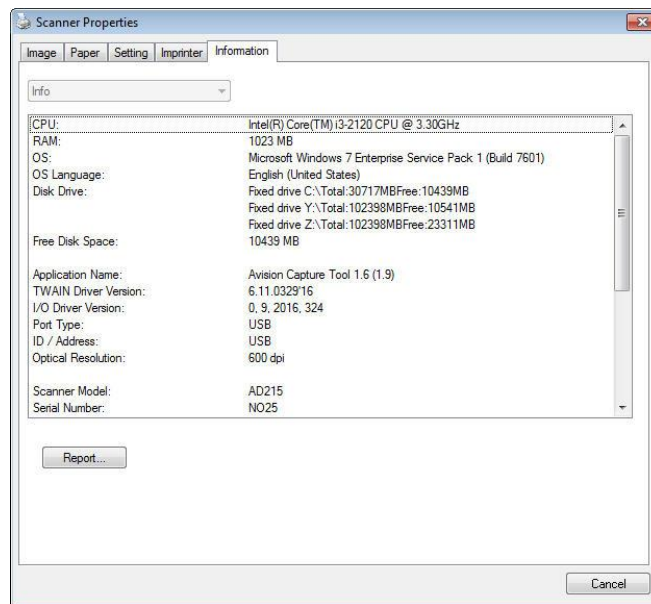 Scanner Properties
Image Paper Setting Imprinter Information
Info
CPU: Intel(R) Core(TM) i3-2120 CPU @ 3.30GHz
RAM: 1023 MB
OS: Microsoft Windows 7 Enterprise Service Pack 1 (Build 7601)
OS Language: English (United States)
Disk Drive: Fixed drive C:\Total:30717MBFree:10439MB
Fixed drive Y:\Total:102398MBFree:10541MB
Fixed drive Z:\Total:102398MBFree:23311MB
Free Disk Space: 10439 MB
Application Name: Avision Capture Tool 1.6 (1.9)
TWAIN Driver Version: 6.11.0329'16
I/O Driver Version: 0, 9, 2016, 324
Port Type: USB
ID / Address: USB
Optical Resolution: 600 dpi
Scanner Model: AD215
Serial Number: NO25
Report...
Cancel